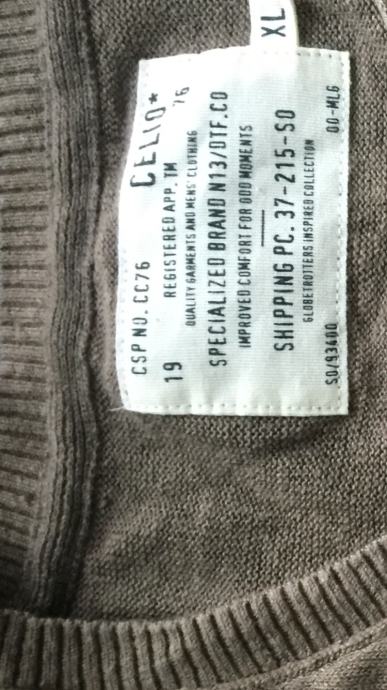 XL
CSP NO. CC76 CELIO*
19 REGISTERED APP. TM 76
QUALITY GARMENTS AND MENS' CLOTHING
SPECIALIZED BRAND N13/DTF.CO
IMPROVED COMFORT FOR ODD MOMENTS
SHIPPING PC. 37-215-SO
GLOBETROTTERS INSPIRED COLLECTION
SO/93400 OO-MLG